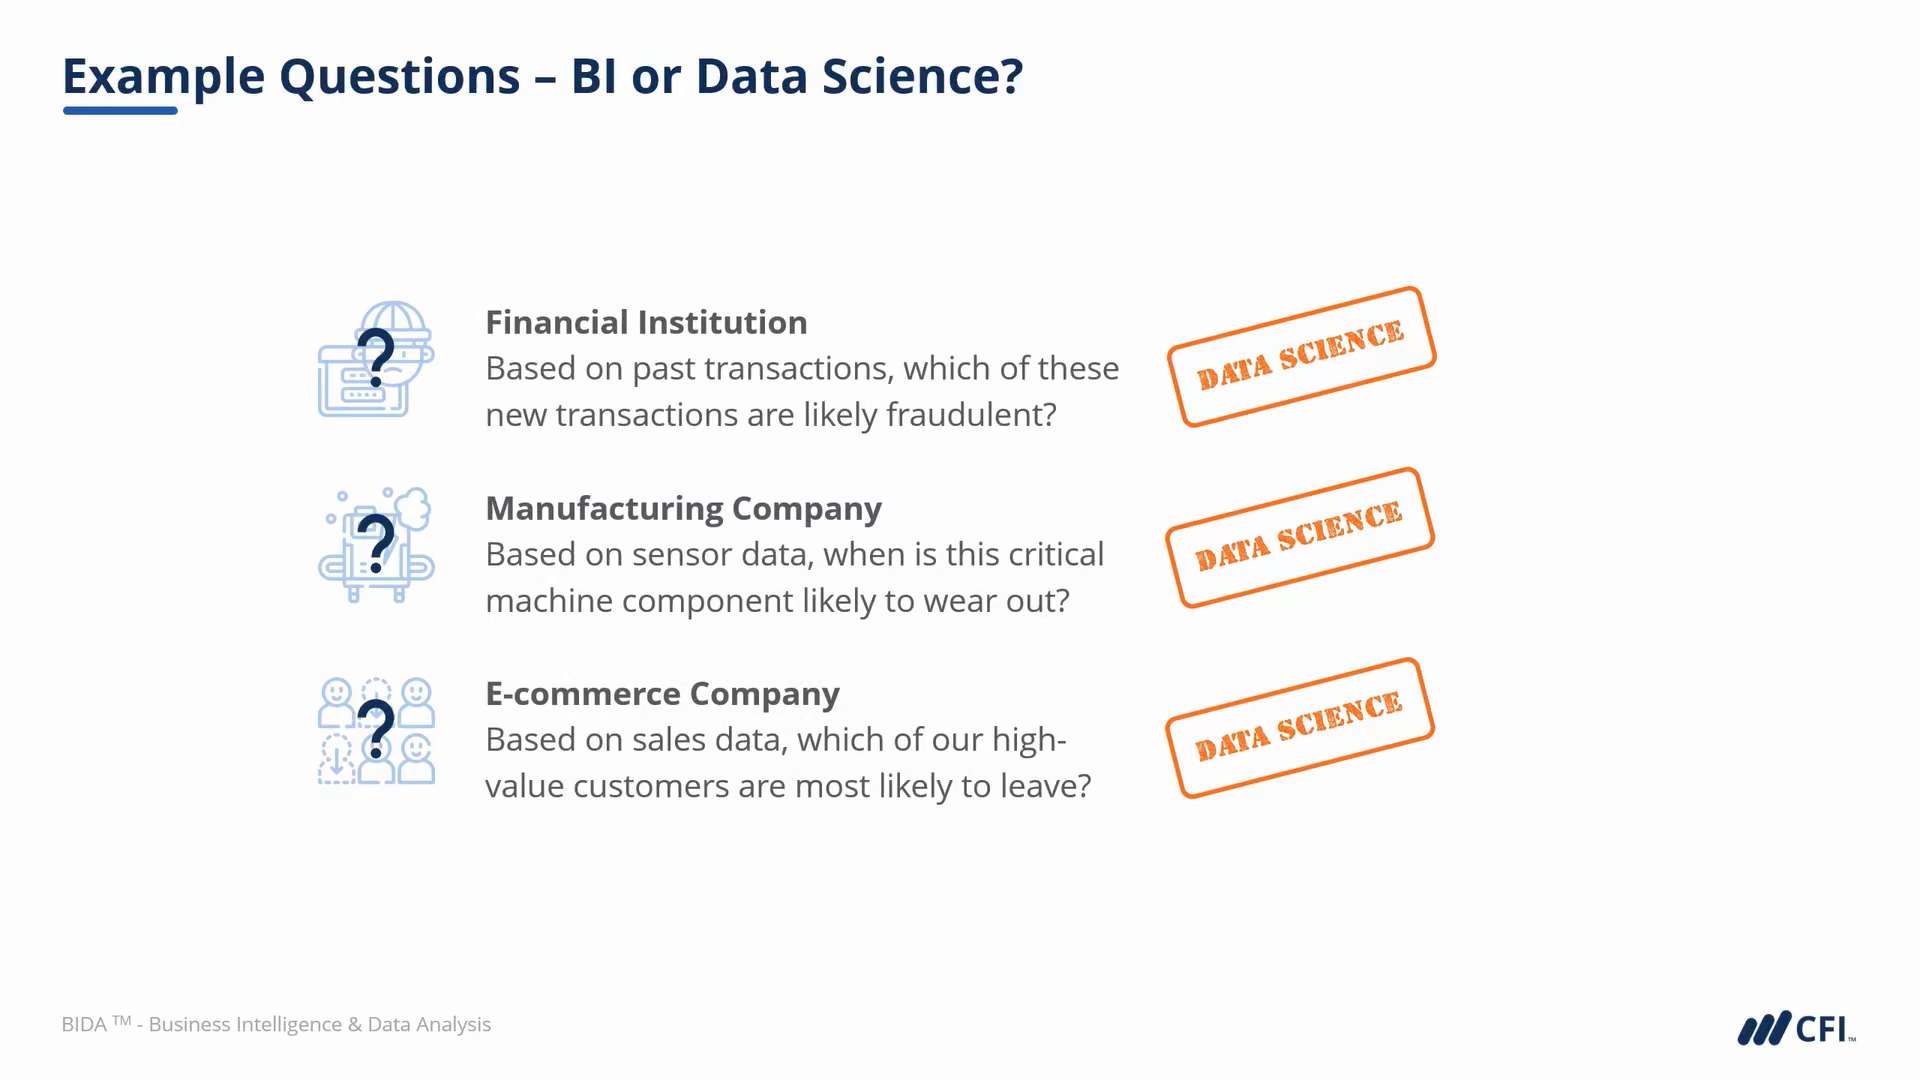 Example Questions – BI or Data Science?
?
Financial Institution
Based on past transactions, which of these
new transactions are likely fraudulent?
DATA SCIENCE
?
Manufacturing Company
Based on sensor data, when is this critical
machine component likely to wear out?
DATA SCIENCE
?
E-commerce Company
Based on sales data, which of our high-
value customers are most likely to leave?
DATA SCIENCE
BIDA TM - Business Intelligence & Data Analysis
CFI™